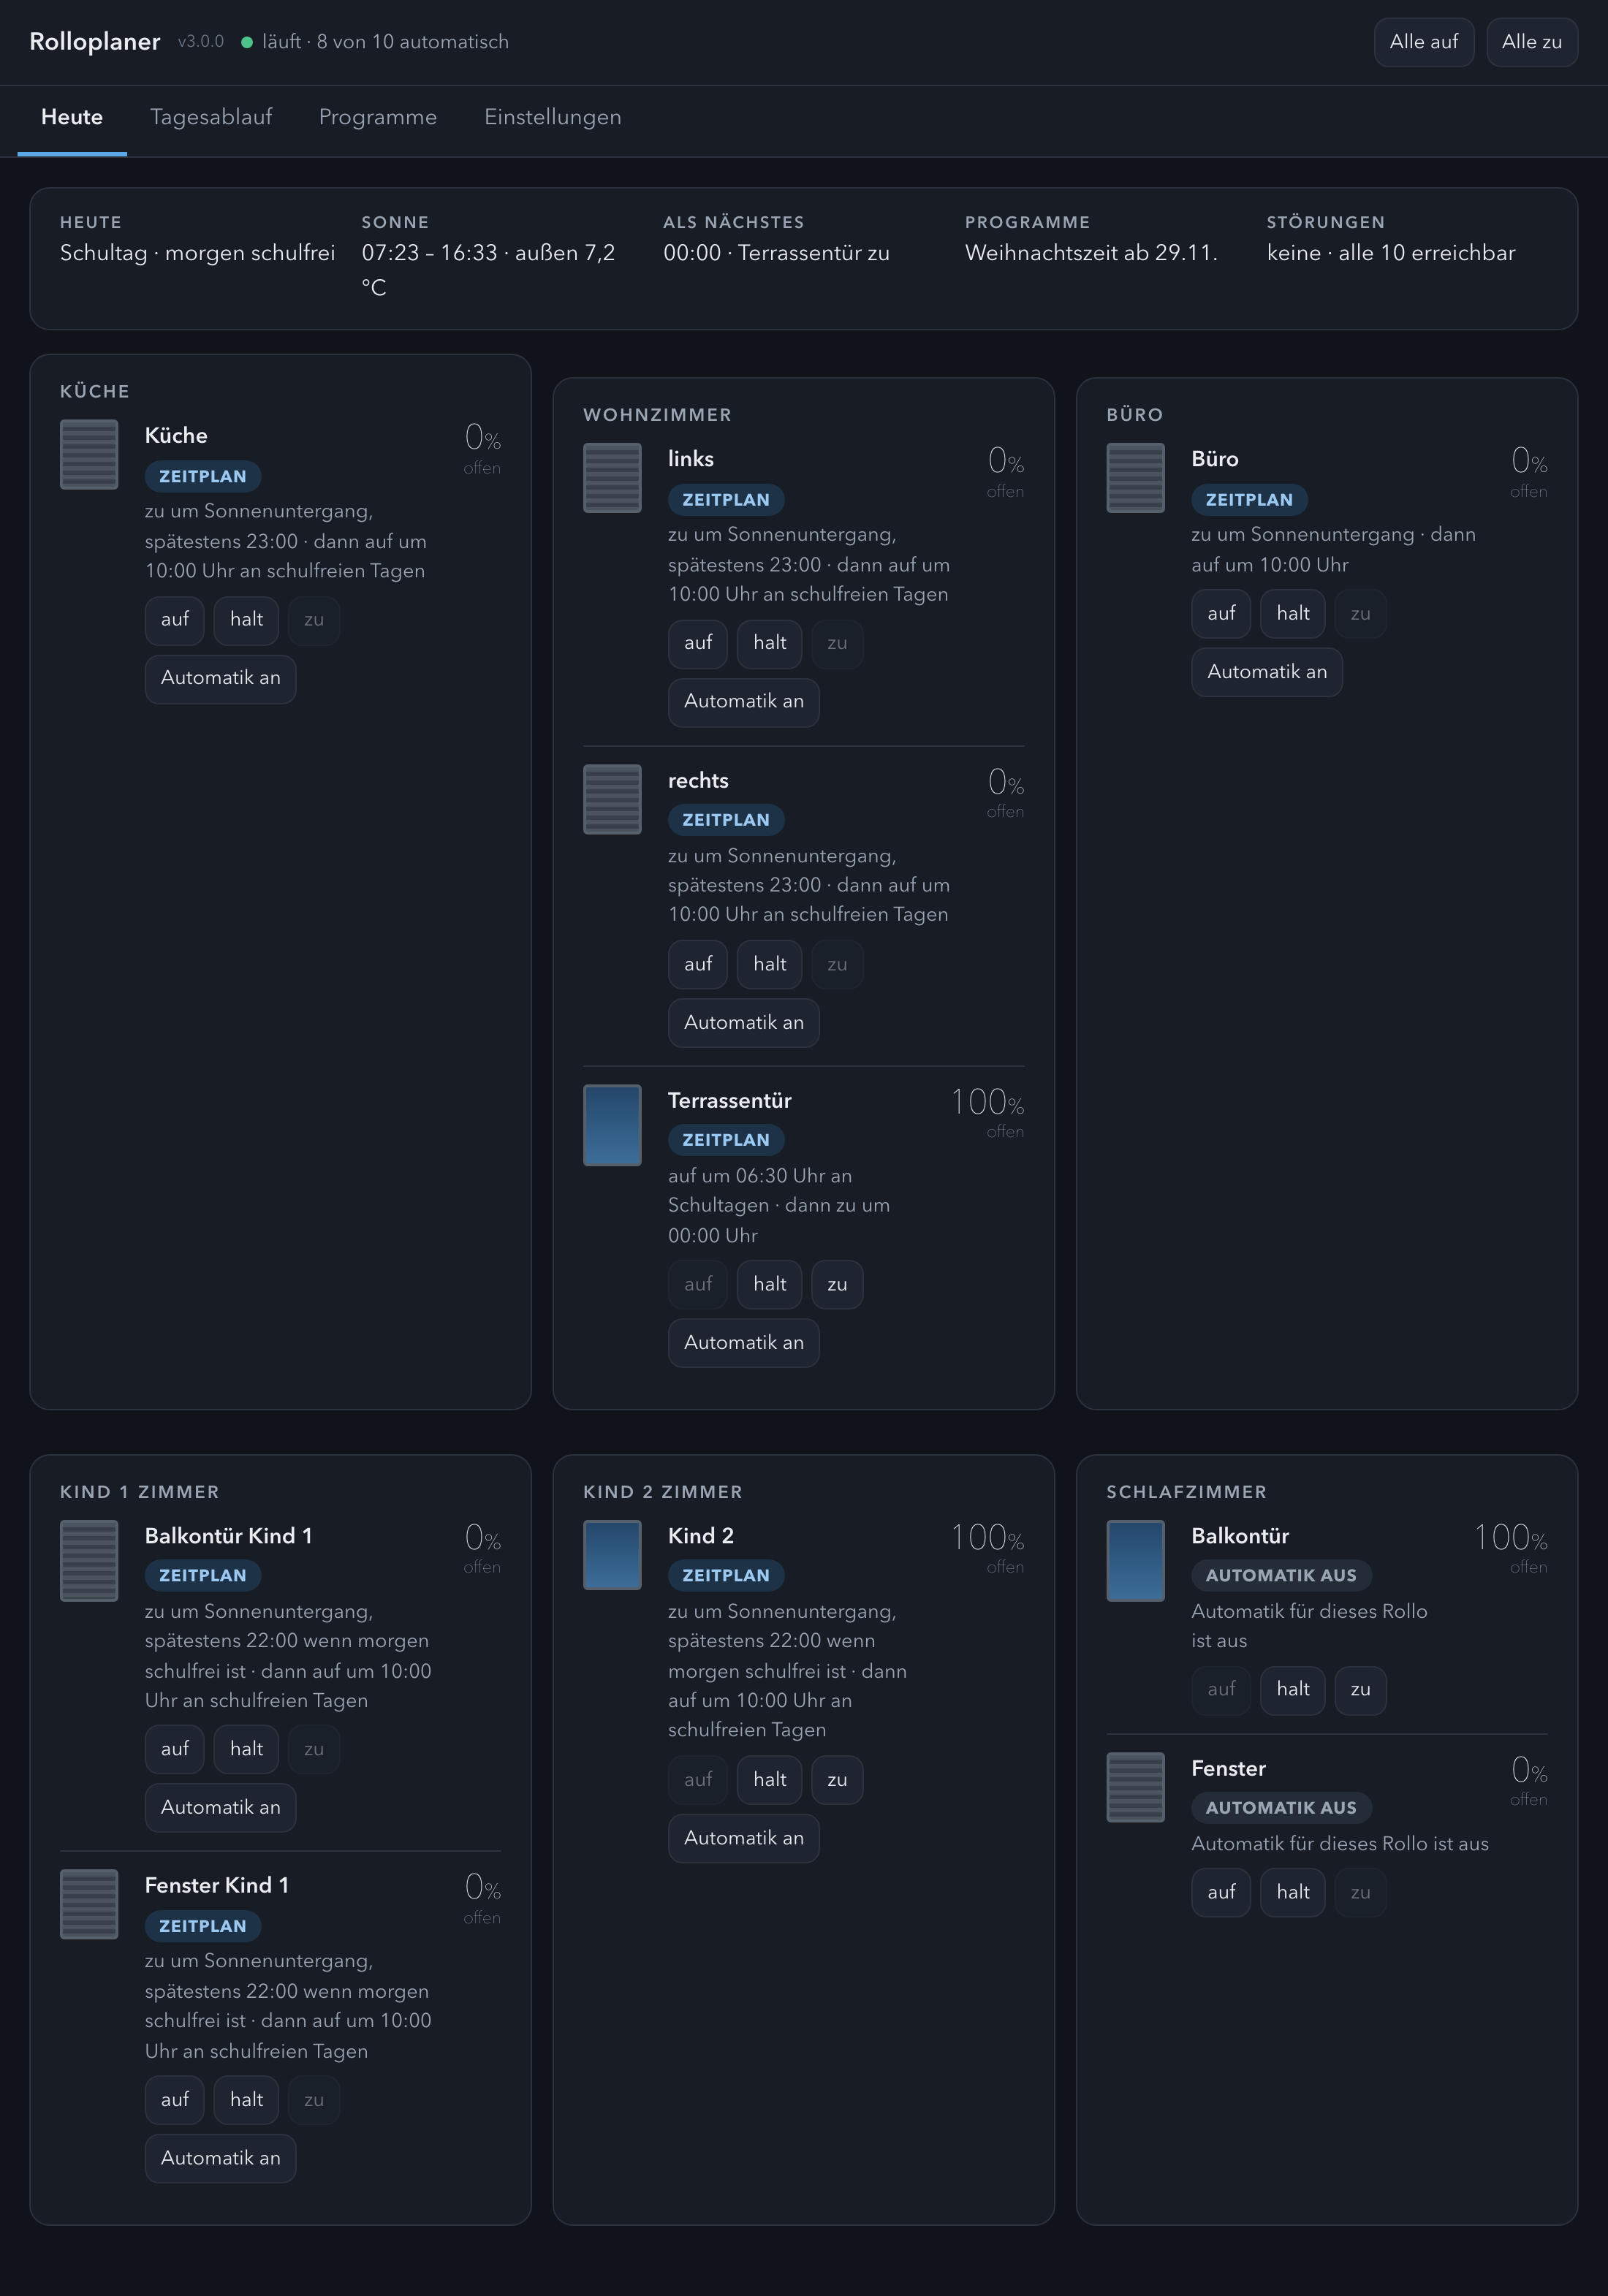 Rolloplaner v3.0.0 läuft · 8 von 10 automatisch
Alle auf
Alle zu
Heute
Tagesablauf
Programme
Einstellungen
HEUTE
Schultag · morgen schulfrei
SONNE
07:23 – 16:33 · außen 7,2
°C
ALS NÄCHSTES
00:00 · Terrassentür zu
PROGRAMME
Weihnachtszeit ab 29.11.
STÖRUNGEN
keine · alle 10 erreichbar
KÜCHE
Küche
0%
offen
ZEITPLAN
zu um Sonnenuntergang,
spätestens 23:00 · dann auf um
10:00 Uhr an schulfreien Tagen
auf
halt
zu
Automatik an
WOHNZIMMER
links
0%
offen
ZEITPLAN
zu um Sonnenuntergang,
spätestens 23:00 · dann auf um
10:00 Uhr an schulfreien Tagen
auf
halt
zu
Automatik an
rechts
0%
offen
ZEITPLAN
zu um Sonnenuntergang,
spätestens 23:00 · dann auf um
10:00 Uhr an schulfreien Tagen
auf
halt
zu
Automatik an
Terrassentür
100%
offen
ZEITPLAN
auf um 06:30 Uhr an
Schultagen · dann zu um
00:00 Uhr
auf
halt
zu
Automatik an
BÜRO
Büro
0%
offen
ZEITPLAN
zu um Sonnenuntergang · dann
auf um 10:00 Uhr
auf
halt
zu
Automatik an
KIND 1 ZIMMER
Balkontür Kind 1
0%
offen
ZEITPLAN
zu um Sonnenuntergang,
spätestens 22:00 wenn morgen
schulfrei ist · dann auf um 10:00
Uhr an schulfreien Tagen
auf
halt
zu
Automatik an
Fenster Kind 1
0%
offen
ZEITPLAN
zu um Sonnenuntergang,
spätestens 22:00 wenn morgen
schulfrei ist · dann auf um 10:00
Uhr an schulfreien Tagen
auf
halt
zu
Automatik an
KIND 2 ZIMMER
Kind 2
100%
offen
ZEITPLAN
zu um Sonnenuntergang,
spätestens 22:00 wenn
morgen schulfrei ist · dann
auf um 10:00 Uhr an
schulfreien Tagen
auf
halt
zu
Automatik an
SCHLAFZIMMER
Balkontür
100%
offen
AUTOMATIK AUS
Automatik für dieses Rollo
ist aus
auf
halt
zu
Fenster
0%
offen
AUTOMATIK AUS
Automatik für dieses Rollo ist aus
auf
halt
zu